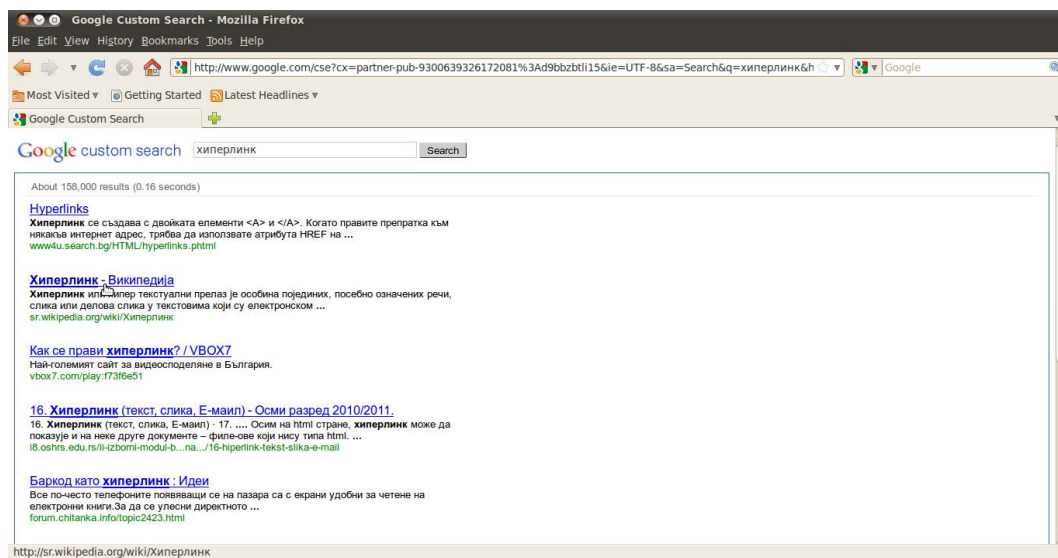 Google Custom Search - Mozilla Firefox
File Edit View History Bookmarks Tools Help
http://www.google.com/cse?cx=partner-pub-9300639326172081%3Ad9bbzbtli15&ie=UTF-8&sa=Search&q=хиперлинк&h Google
Most Visited Getting Started Latest Headlines
Google Custom Search
Google custom search хиперлинк Search
About 158,000 results (0.16 seconds)
Hyperlinks
Хиперлинк се създава с двойката елементи <A> и </A>. Когато правите препратка към
някакъв интернет адрес, трябва да използвате атрибута HREF на ...
www4u.search.bg/HTML/hyperlinks.phtml
Хиперлинк - Википедија
Хиперлинк или хипер текстуални прелаз је особина појединих, посебно означених речи,
слика или делова слика у текстовима који су електронском ...
sr.wikipedia.org/wiki/Хиперлинк
Как се прави хиперлинк? / VBOX7
Най-големият сайт за видеосподеляне в България.
vbox7.com/play:f73f6e51
16. Хиперлинк (текст, слика, Е-маил) - Осми разред 2010/2011.
16. Хиперлинк (текст, слика, Е-маил) · 17. .... Осим на html стране, хиперлинк може да
показује и на неке друге документе – филе-ове који нису типа html. ...
i8.oshrs.edu.rs/ii-izborni-modul-b...na.../16-hiperlink-tekst-slika-e-mail
Баркод като хиперлинк : Идеи
Все по-често телефоните появяващи се на пазара са с екрани удобни за четене на
електронни книги.За да се улесни директното ...
forum.chitanka.info/topic2423.html
http://sr.wikipedia.org/wiki/Хиперлинк